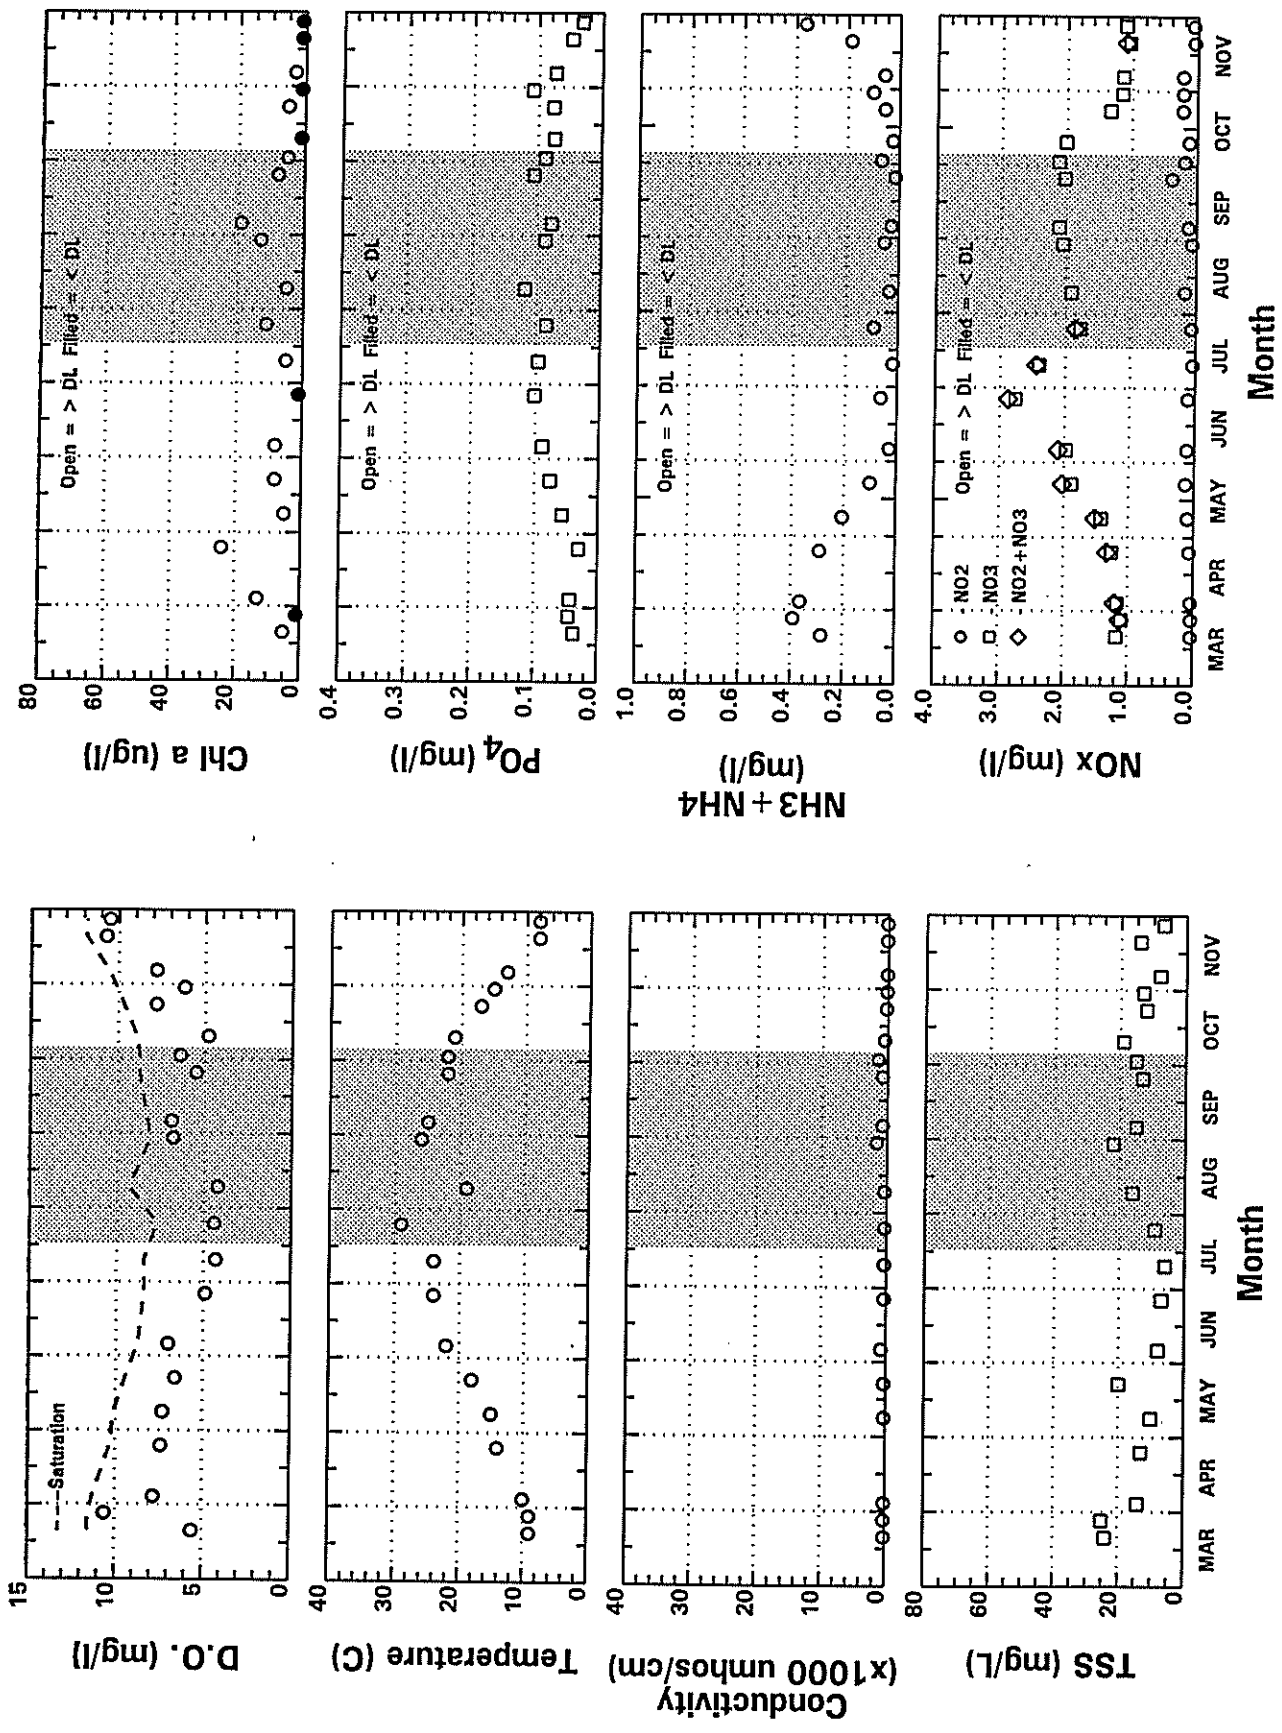 D.O. (mg/l)
15
10
5
0
---Saturation
Temperature (C)
40
30
20
10
0
Conductivity
(x1000 umhos/cm)
40
30
20
10
0
TSS (mg/L)
80
60
40
20
0
MAR APR MAY JUN JUL AUG SEP OCT NOV
Month
Chl a (ug/l)
80
60
40
20
0
Open = > DL Filled = < DL
PO4 (mg/l)
0.4
0.3
0.2
0.1
0.0
Open = > DL Filled = < DL
NH3+NH4
(mg/l)
1.0
0.8
0.6
0.4
0.2
0.0
Open = > DL Filled = < DL
NOx (mg/l)
4.0
3.0
2.0
1.0
0.0
Open = > DL Filled = < DL
- NO2
- NO3
- NO2+NO3
MAR APR MAY JUN JUL AUG SEP OCT NOV
Month